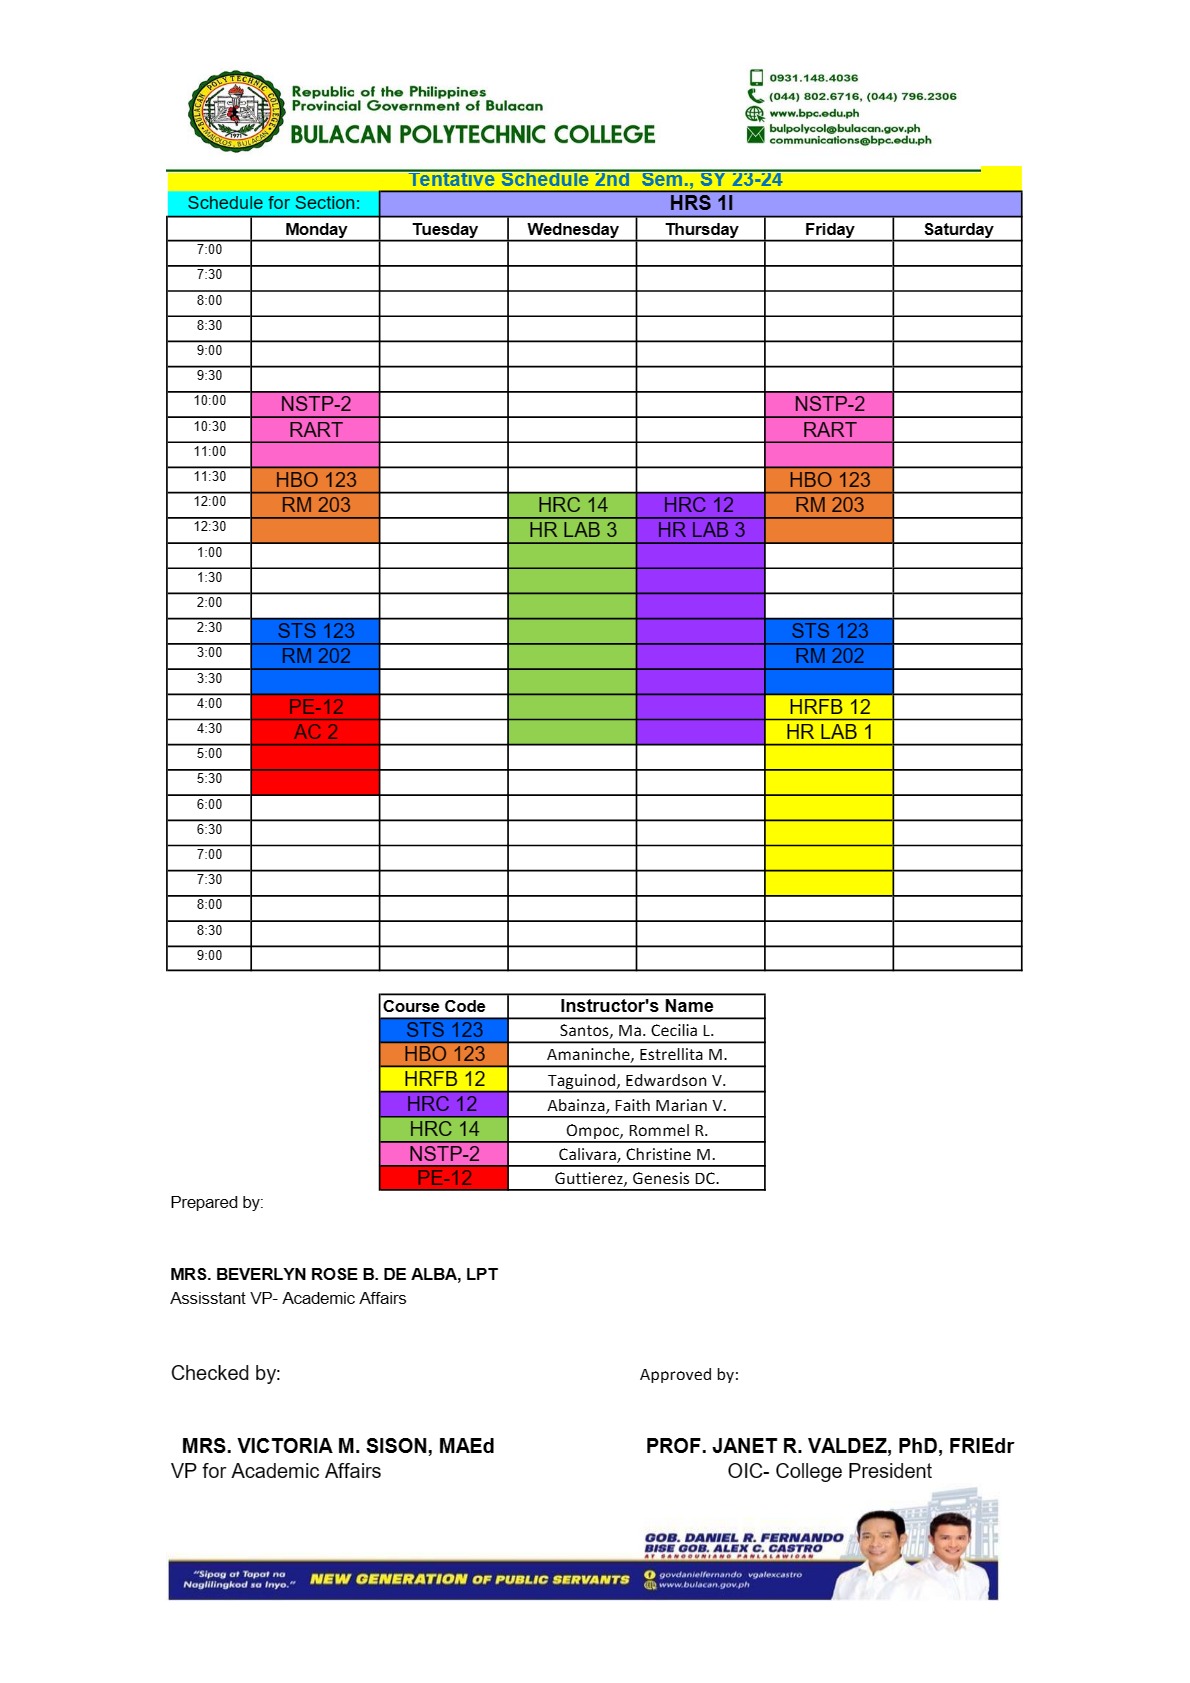 Republic of the Philippines
Provincial Government of Bulacan
BULACAN POLYTECHNIC COLLEGE
BULACAN POLYTECHNIC COLLEGE
MALOLOS, BULACAN
1971
0931.148.4036
(044) 802.6716, (044) 796.2306
www.bpc.edu.ph
bulpolycol@bulacan.gov.ph
communications@bpc.edu.ph
Tentative Schedule 2nd Sem., SY 23-24
Schedule for Section: HRS 1I
Monday Tuesday Wednesday Thursday Friday Saturday
7:00
7:30
8:00
8:30
9:00
9:30
10:00 NSTP-2 NSTP-2
10:30 RART RART
11:00
11:30 HBO 123 HBO 123
12:00 RM 203 HRC 14 HRC 12 RM 203
12:30 HR LAB 3 HR LAB 3
1:00
1:30
2:00
2:30 STS 123 STS 123
3:00 RM 202 RM 202
3:30
4:00 PE-12 HRFB 12
4:30 AC 2 HR LAB 1
5:00
5:30
6:00
6:30
7:00
7:30
8:00
8:30
9:00
Course Code Instructor's Name
STS 123 Santos, Ma. Cecilia L.
HBO 123 Amaninche, Estrellita M.
HRFB 12 Taguinod, Edwardson V.
HRC 12 Abainza, Faith Marian V.
HRC 14 Ompoc, Rommel R.
NSTP-2 Calivara, Christine M.
PE-12 Guttierez, Genesis DC.
Prepared by:
MRS. BEVERLYN ROSE B. DE ALBA, LPT
Assisstant VP- Academic Affairs
Checked by: Approved by:
MRS. VICTORIA M. SISON, MAEd PROF. JANET R. VALDEZ, PhD, FRIEdr
VP for Academic Affairs OIC- College President
GOB. DANIEL R. FERNANDO
BISE GOB. ALEX C. CASTRO
AT SANGGUNIANG PANLALAWIGAN
"Sipag at Tapat na
Naglilingkod sa Inyo."
NEW GENERATION OF PUBLIC SERVANTS
govdanielfernando vgalexcastro
www.bulacan.gov.ph